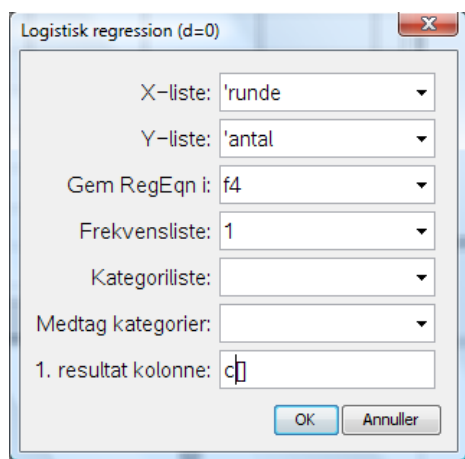 Logistisk regression (d=0)
X-liste: 'runde
Y-liste: 'antal
Gem RegEqn i: f4
Frekvensliste: 1
Kategoriliste:
Medtag kategorier:
1. resultat kolonne: c[]
OK Annuller